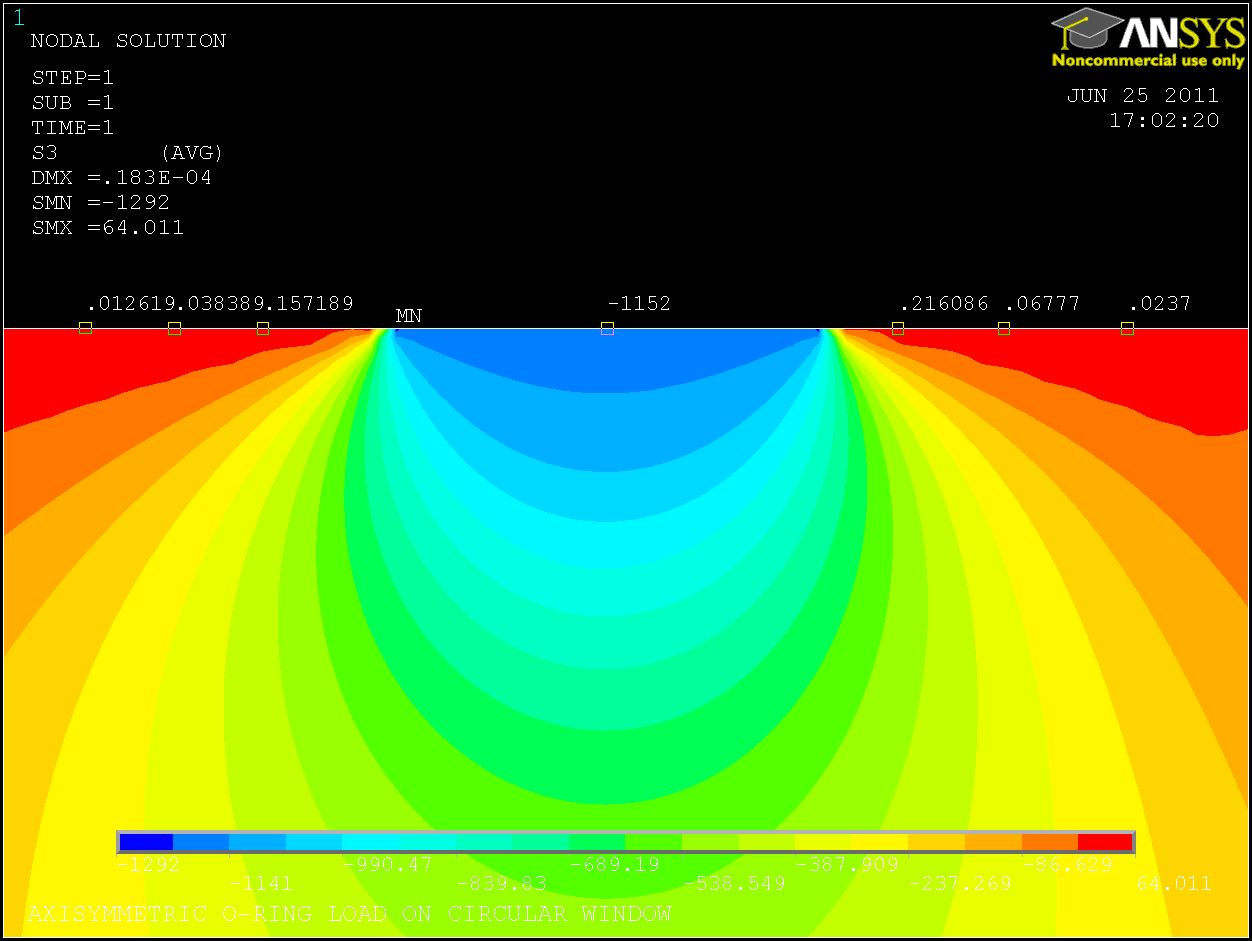 1
NODAL SOLUTION
ANSYS
Noncommercial use only
STEP=1
SUB =1
TIME=1
S3 (AVG)
DMX =.183E-04
SMN =-1292
SMX =64.011
JUN 25 2011
17:02:20
.012619 .038389 .157189 -1152 .216086 .06777 .0237
MN
-1292 -990.47 -689.19 -387.909 -86.629
-1141 -839.83 -538.549 -237.269 64.011
AXISYMMETRIC O-RING LOAD ON CIRCULAR WINDOW